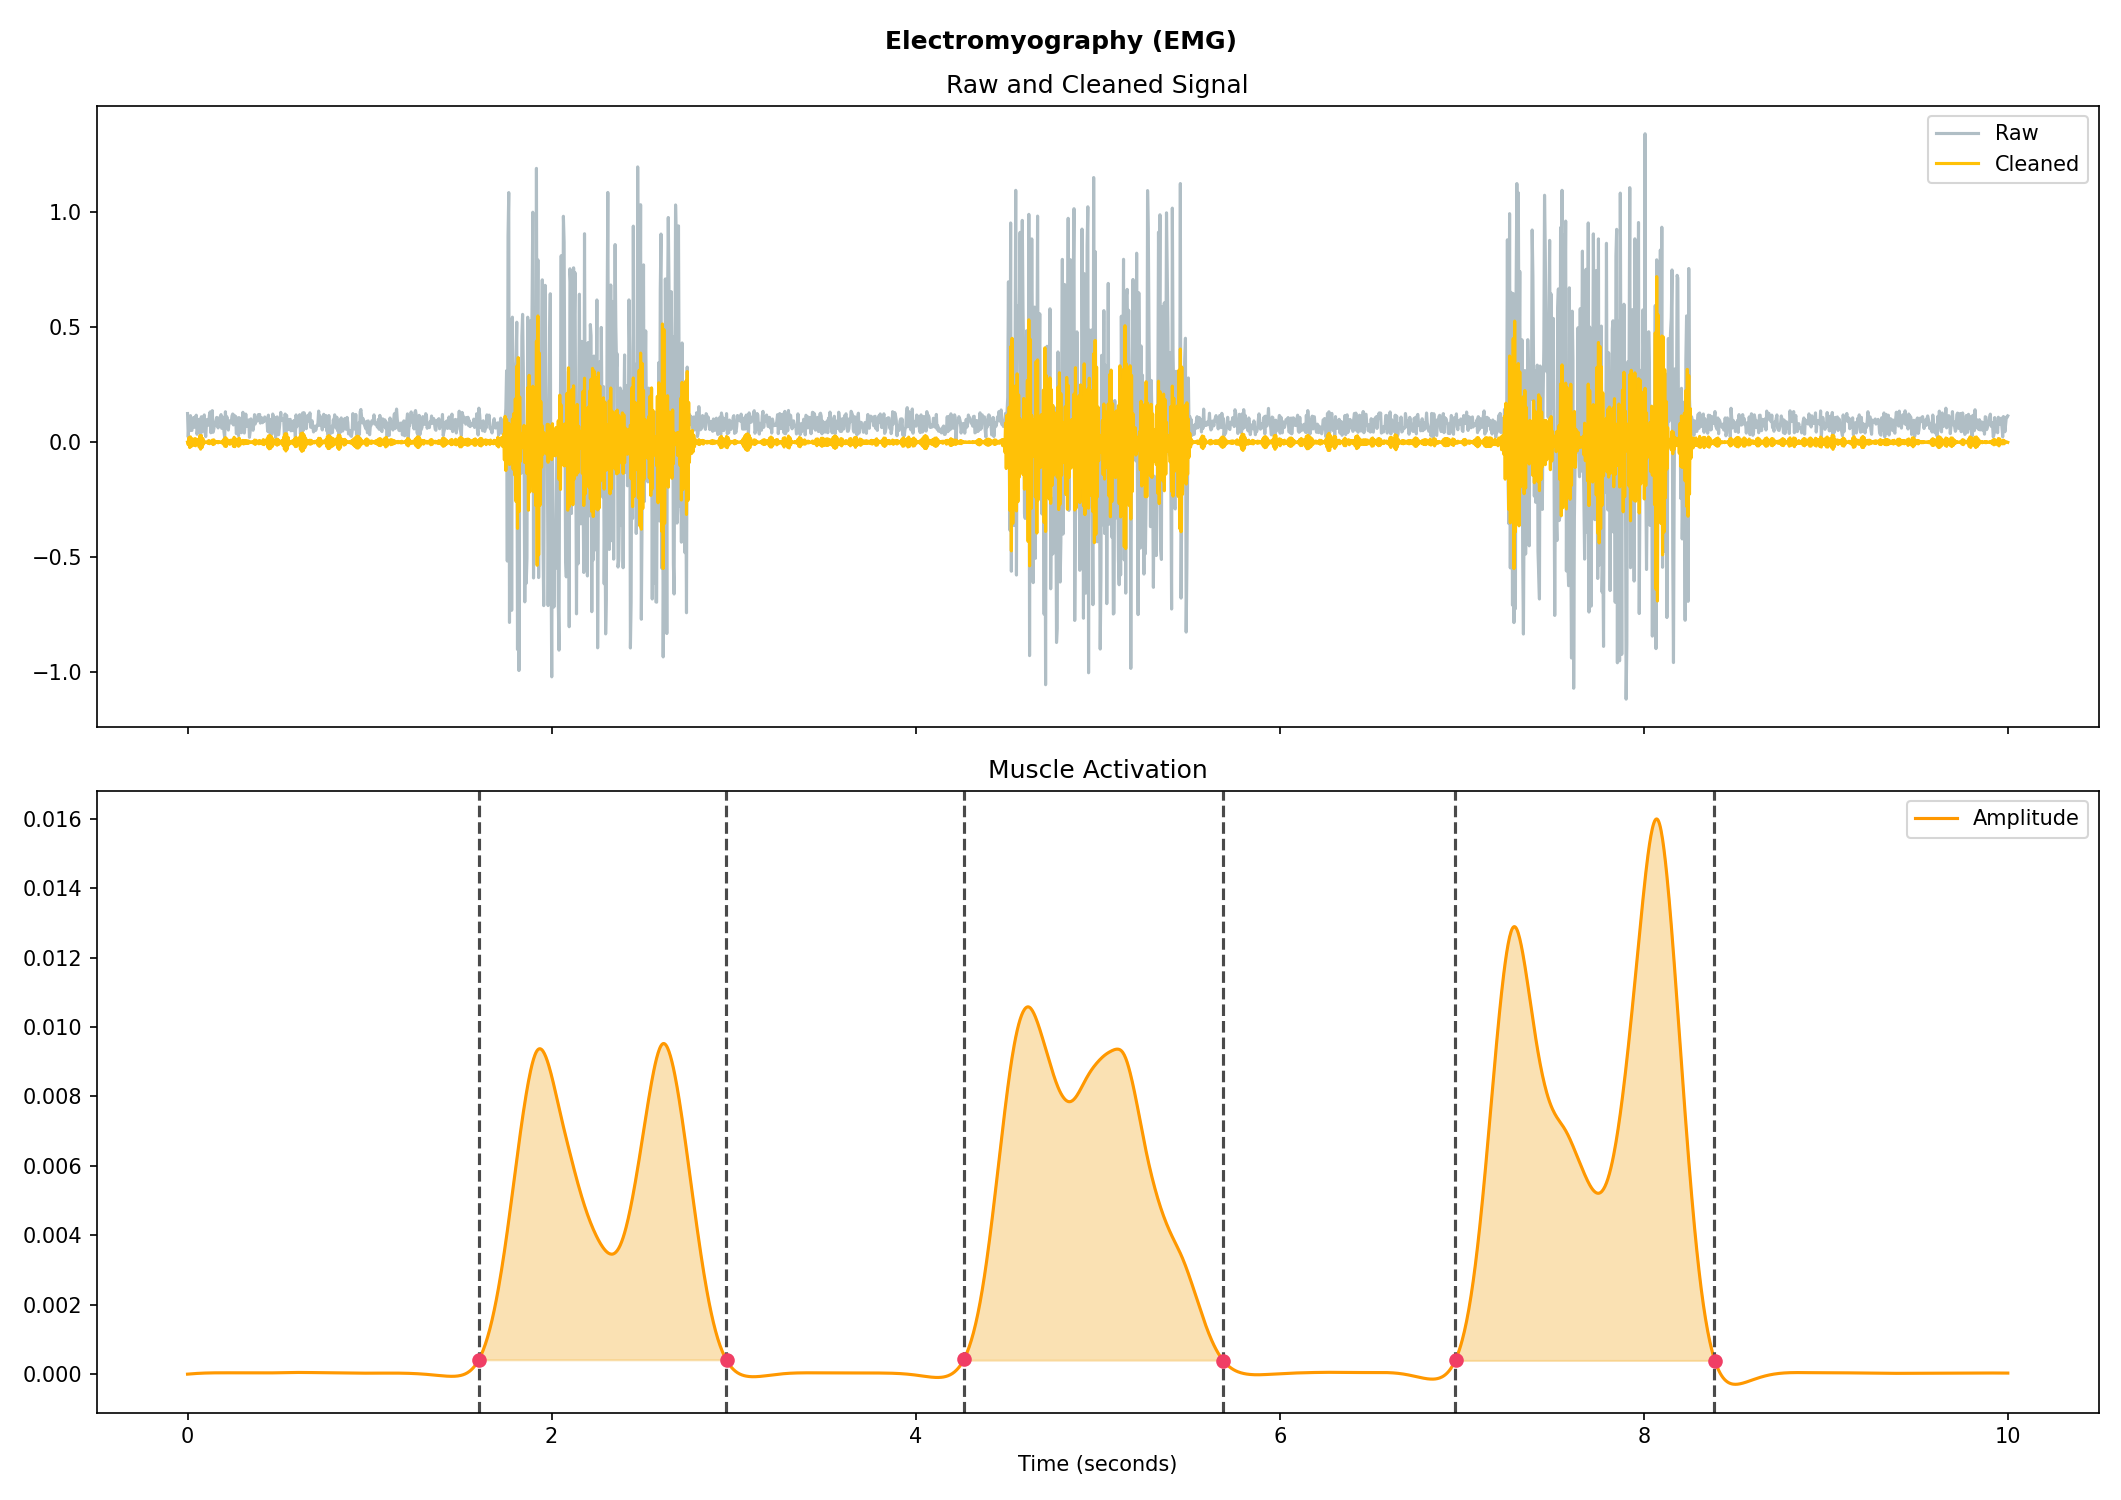 Electromyography (EMG)
Raw and Cleaned Signal
Raw
Cleaned
1.0
0.5
0.0
−0.5
−1.0
Muscle Activation
Amplitude
0.016
0.014
0.012
0.010
0.008
0.006
0.004
0.002
0.000
0 2 4 6 8 10
Time (seconds)